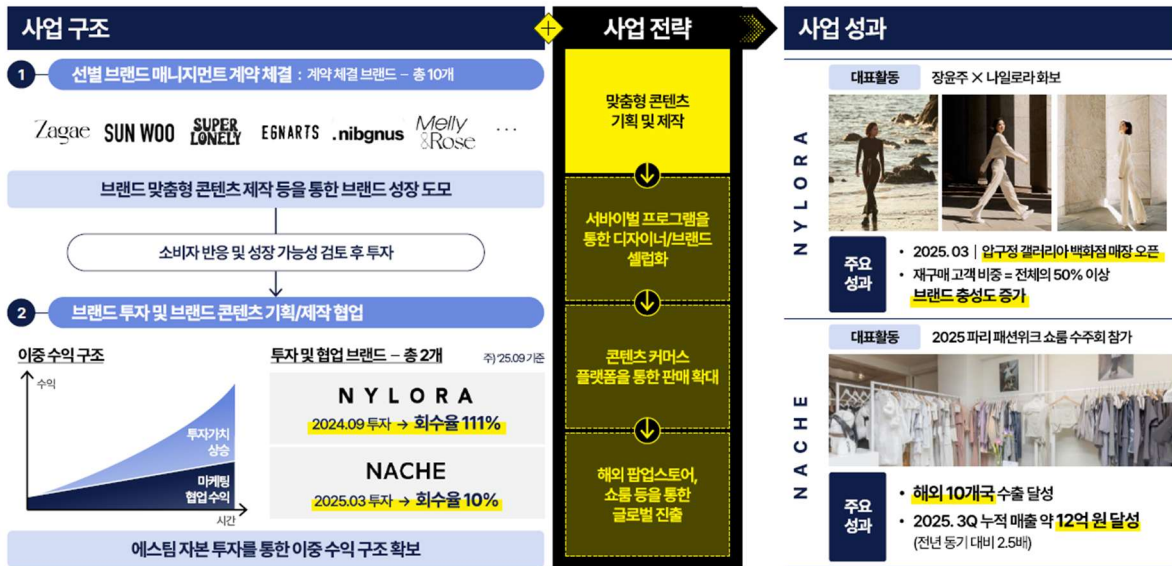 사업 구조
1 선별 브랜드 매니지먼트 계약 체결 : 계약 체결 브랜드 – 총 10개
Zagae SUN WOO SUPER LONELY EGNARTS .nibgnus Melly &Rose ···
브랜드 맞춤형 콘텐츠 제작 등을 통한 브랜드 성장 도모
소비자 반응 및 성장 가능성 검토 후 투자
2 브랜드 투자 및 브랜드 콘텐츠 기획/제작 협업
이중 수익 구조
수익
투자가치
상승
마케팅
협업 수익
시간
투자 및 협업 브랜드 – 총 2개
주) '25.09 기준
NYLORA
2024.09 투자 → 회수율 111%
NACHE
2025.03 투자 → 회수율 10%
에스팀 자본 투자를 통한 이중 수익 구조 확보
+
사업 전략
맞춤형 콘텐츠
기획 및 제작
서바이벌 프로그램을
통한 디자이너/브랜드
셀럽화
콘텐츠 커머스
플랫폼을 통한 판매 확대
해외 팝업스토어,
쇼룸 등을 통한
글로벌 진출
사업 성과
NYLORA
대표활동 장윤주 × 나일로라 화보
주요
성과
• 2025. 03 | 압구정 갤러리아 백화점 매장 오픈
• 재구매 고객 비중 = 전체의 50% 이상
브랜드 충성도 증가
NACHE
대표활동 2025 파리 패션위크 쇼룸 수주회 참가
주요
성과
• 해외 10개국 수출 달성
• 2025. 3Q 누적 매출 약 12억 원 달성
(전년 동기 대비 2.5배)